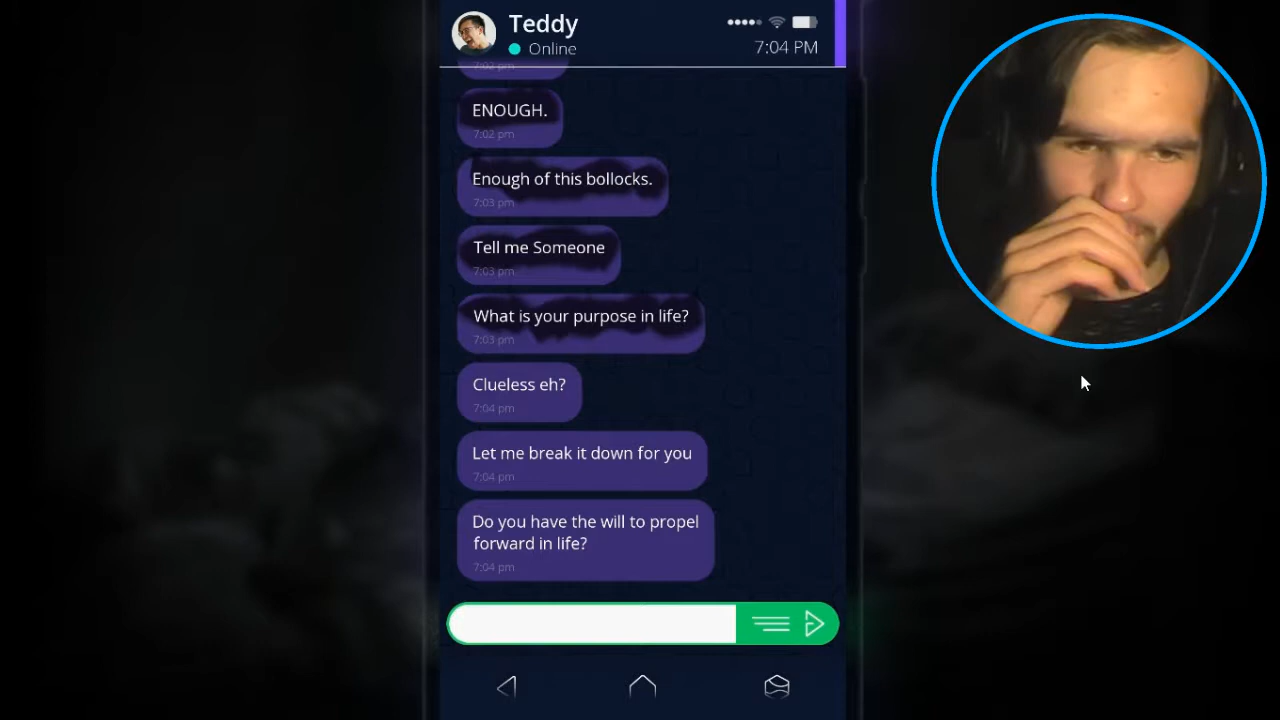 Teddy
Online
7:04 PM
7:02 pm
ENOUGH.
7:02 pm
Enough of this bollocks.
7:03 pm
Tell me Someone
7:03 pm
What is your purpose in life?
7:03 pm
Clueless eh?
7:04 pm
Let me break it down for you
7:04 pm
Do you have the will to propel
forward in life?
7:04 pm